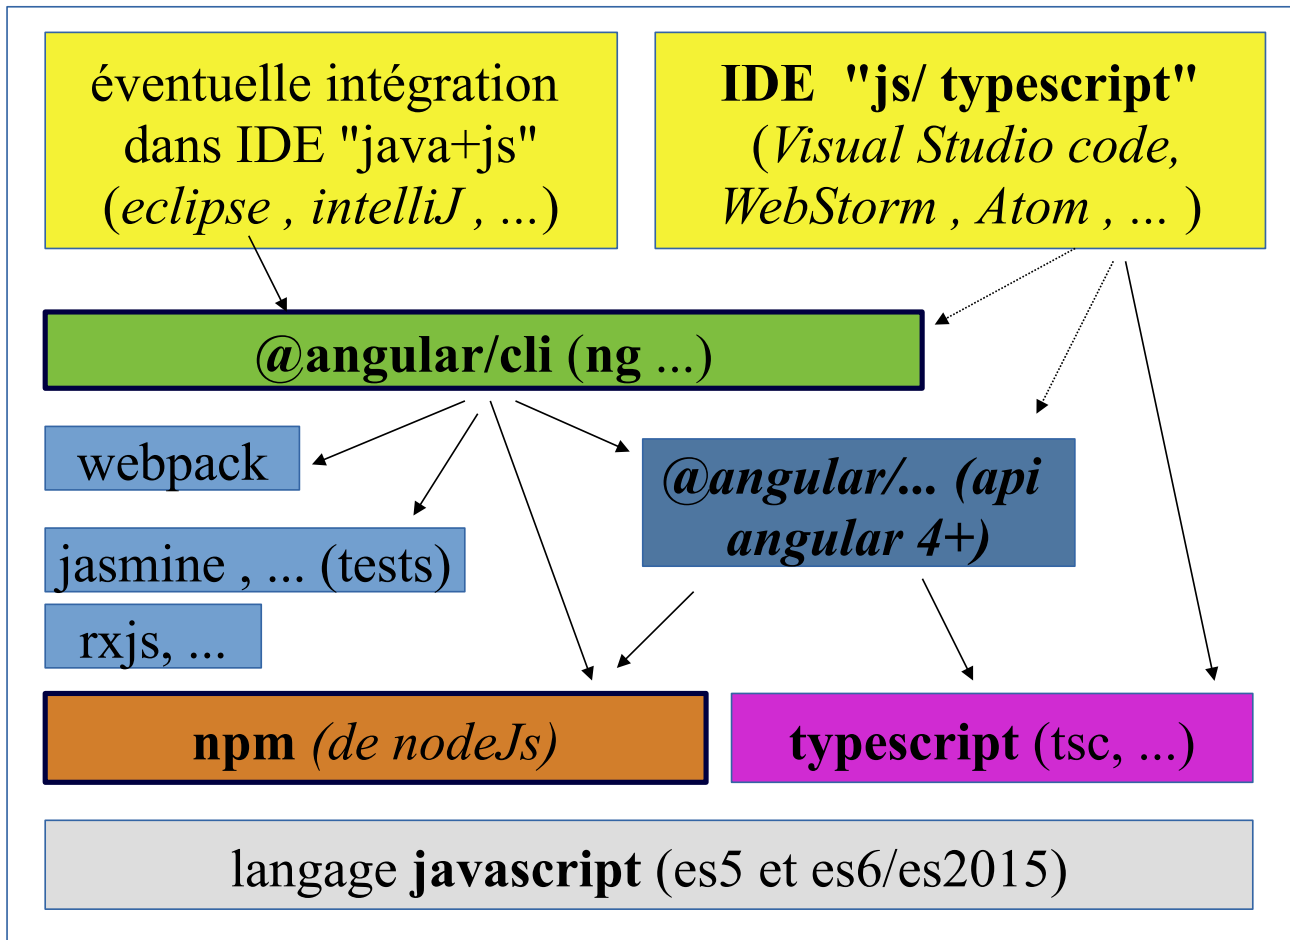 éventuelle intégration
dans IDE "java+js"
(eclipse , intelliJ , ...)
IDE "js/ typescript"
(Visual Studio code,
WebStorm , Atom , ... )
@angular/cli (ng ...)
webpack
@angular/... (api
angular 4+)
jasmine , ... (tests)
rxjs, ...
npm (de nodeJs)
typescript (tsc, ...)
langage javascript (es5 et es6/es2015)